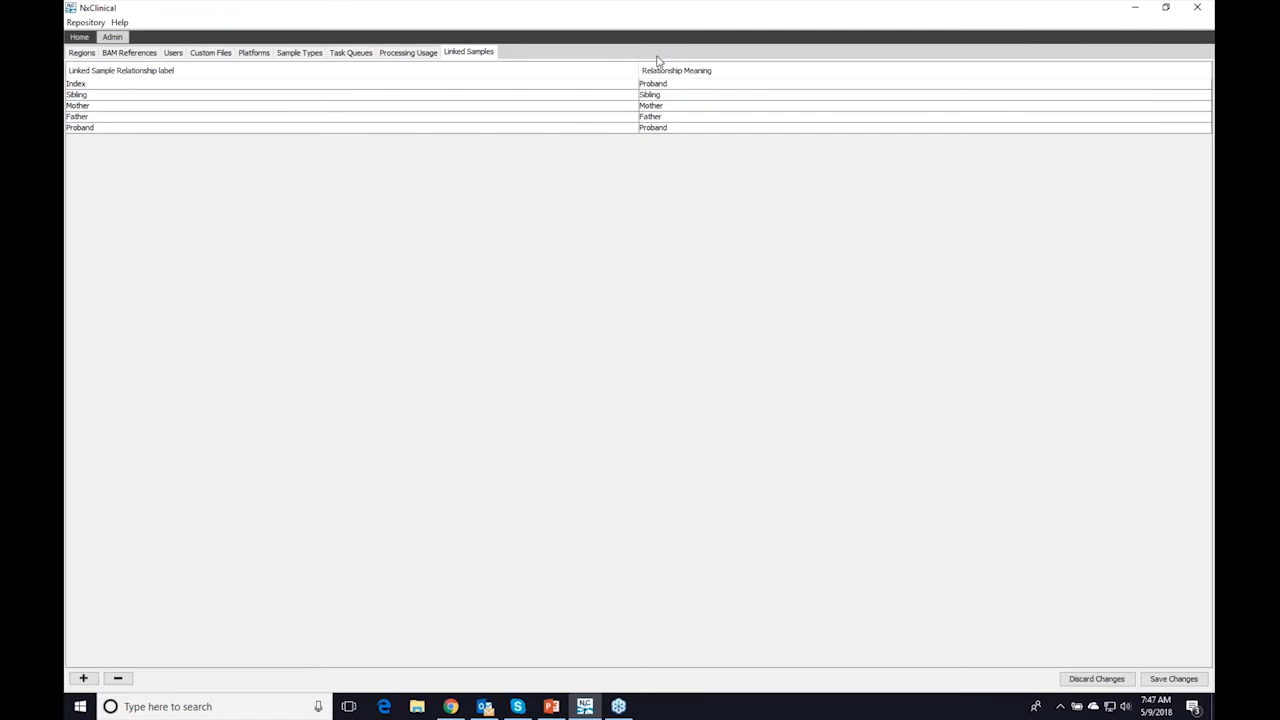 NxClinical
Repository Help
Home Admin
Regions BAM References Users Custom Files Platforms Sample Types Task Queues Processing Usage Linked Samples
Linked Sample Relationship label Relationship Meaning
Index Proband
Sibling Sibling
Mother Mother
Father Father
Proband Proband
+ − Discard Changes Save Changes
Type here to search
7:47 AM
5/9/2018